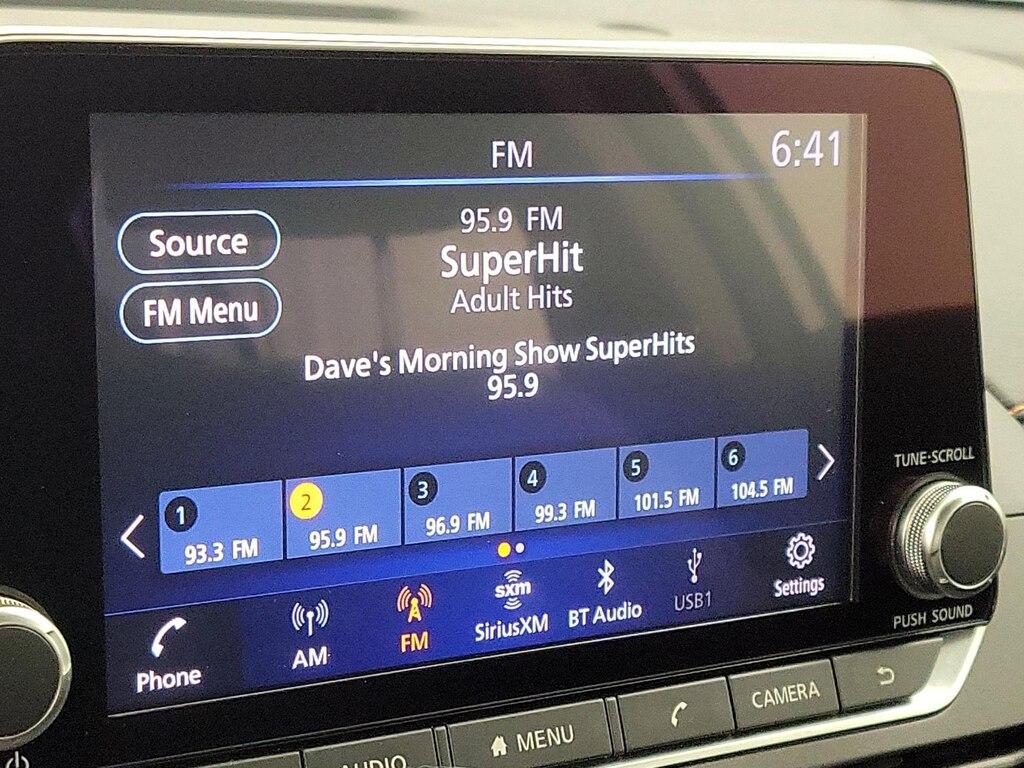 FM
6:41
Source
95.9 FM
SuperHit
FM Menu
Adult Hits
Dave's Morning Show SuperHits
95.9
1
93.3 FM
2
95.9 FM
3
96.9 FM
4
99.3 FM
5
101.5 FM
6
104.5 FM
TUNE·SCROLL
PUSH SOUND
Phone
AM
FM
sxm
SiriusXM
BT Audio
USB1
Settings
AUDIO
MENU
CAMERA